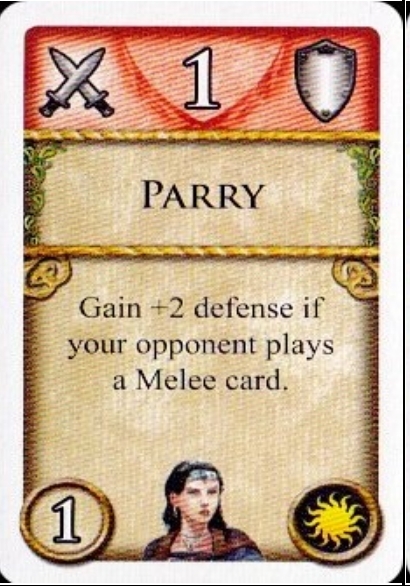 1
PARRY
Gain +2 defense if
your opponent plays
a Melee card.
1